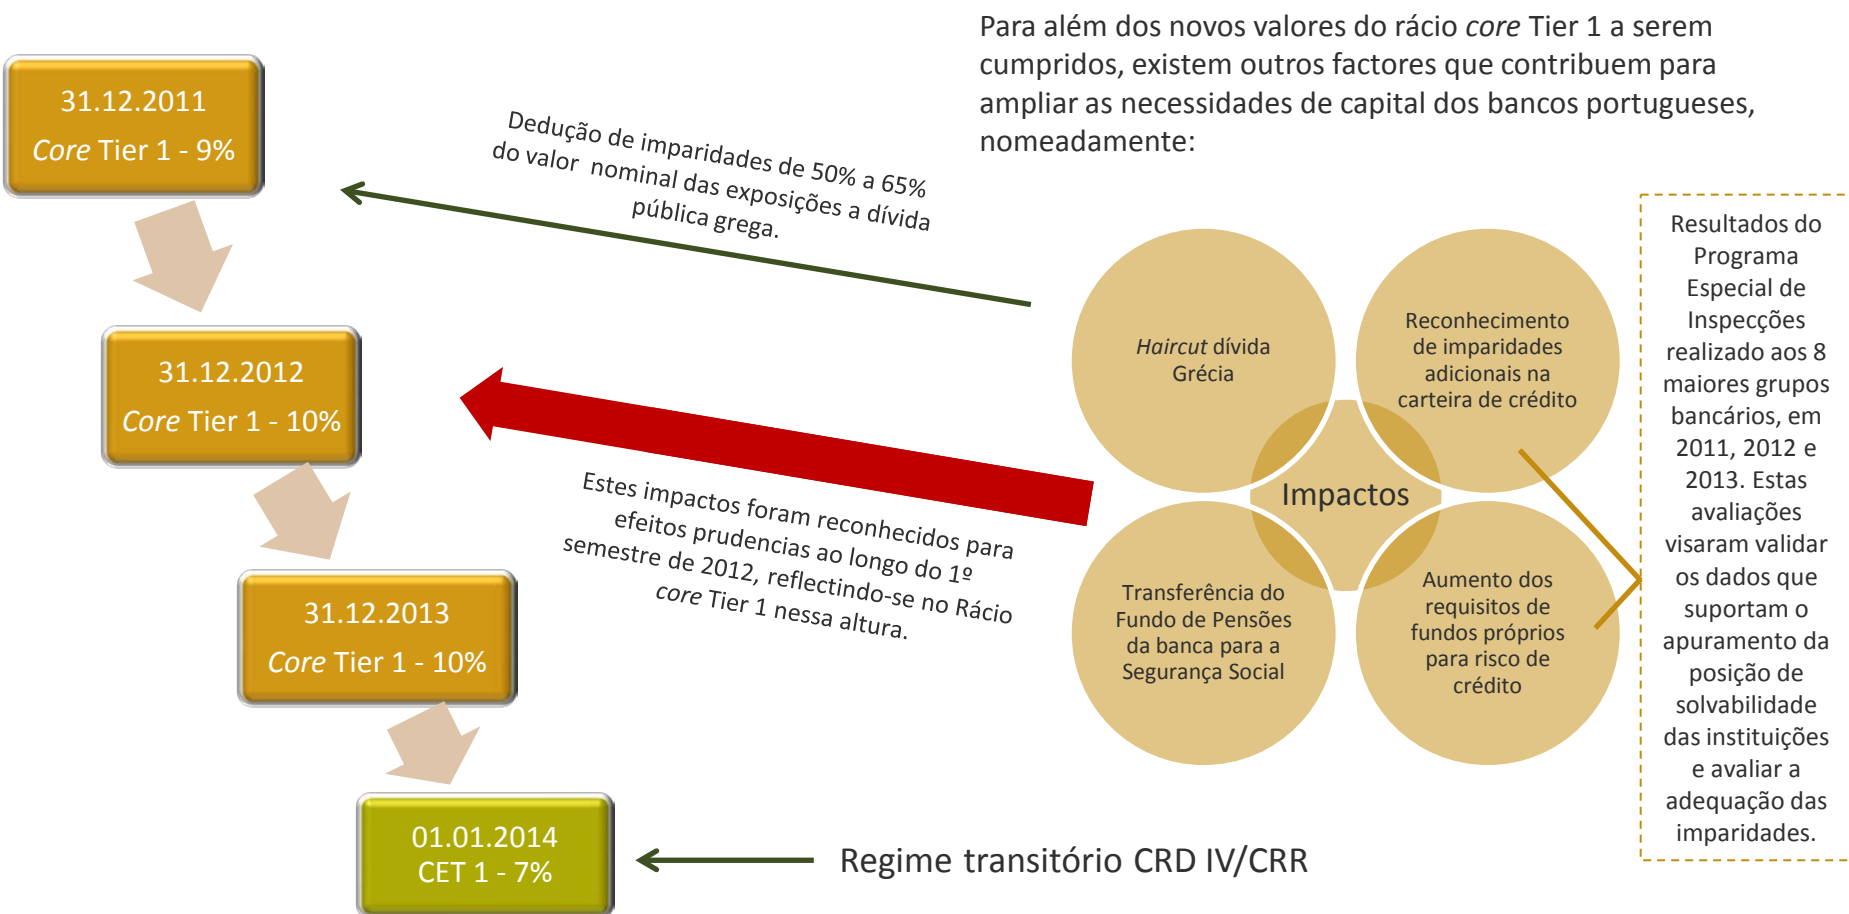 Para além dos novos valores do rácio core Tier 1 a serem
cumpridos, existem outros factores que contribuem para
ampliar as necessidades de capital dos bancos portugueses,
nomeadamente:
31.12.2011
Core Tier 1 - 9%
Dedução de imparidades de 50% a 65%
do valor nominal das exposições a dívida
pública grega.
31.12.2012
Core Tier 1 - 10%
Estes impactos foram reconhecidos para
efeitos prudencias ao longo do 1º
semestre de 2012, reflectindo-se no Rácio
core Tier 1 nessa altura.
31.12.2013
Core Tier 1 - 10%
01.01.2014
CET 1 - 7%
Regime transitório CRD IV/CRR
Haircut dívida
Grécia
Reconhecimento
de imparidades
adicionais na
carteira de crédito
Impactos
Transferência do
Fundo de Pensões
da banca para a
Segurança Social
Aumento dos
requisitos de
fundos próprios
para risco de
crédito
Resultados do
Programa
Especial de
Inspecções
realizado aos 8
maiores grupos
bancários, em
2011, 2012 e
2013. Estas
avaliações
visaram validar
os dados que
suportam o
apuramento da
posição de
solvabilidade
das instituições
e avaliar a
adequação das
imparidades.